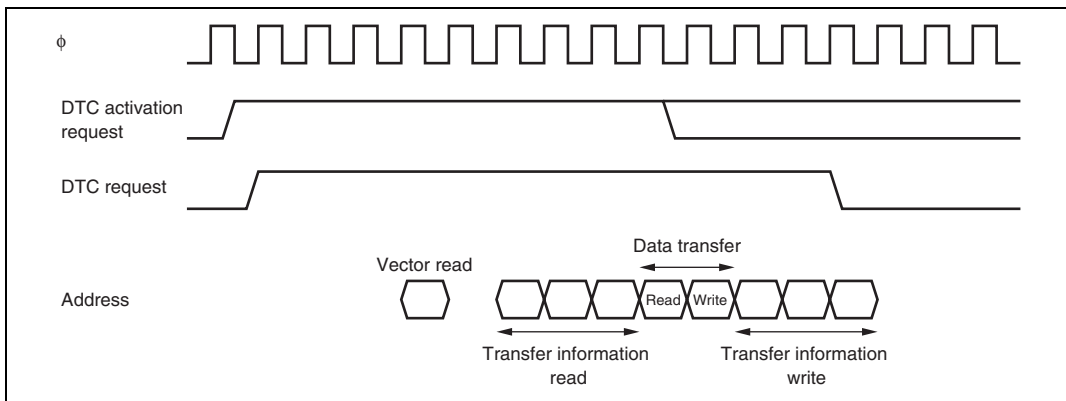 φ
DTC activation
request
DTC request
Data transfer
Vector read
Address
Read
Write
Transfer information
read
Transfer information
write